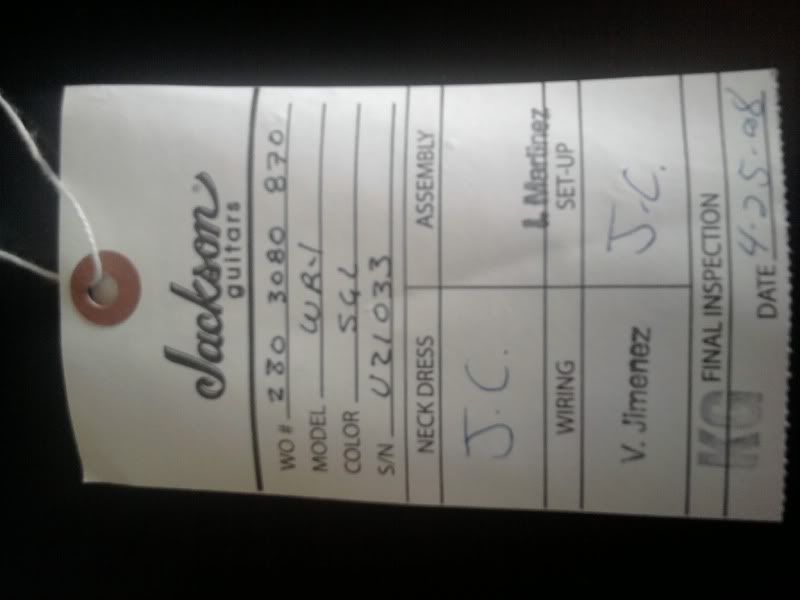 Jackson
guitars
WO# 280 3080 870
MODEL WR-1
COLOR SGL
S/N U21033
NECK DRESS ASSEMBLY
J.C. Martinez
WIRING SET-UP
V. Jimenez J.C.
FINAL INSPECTION
KQ
DATE 4.25.08